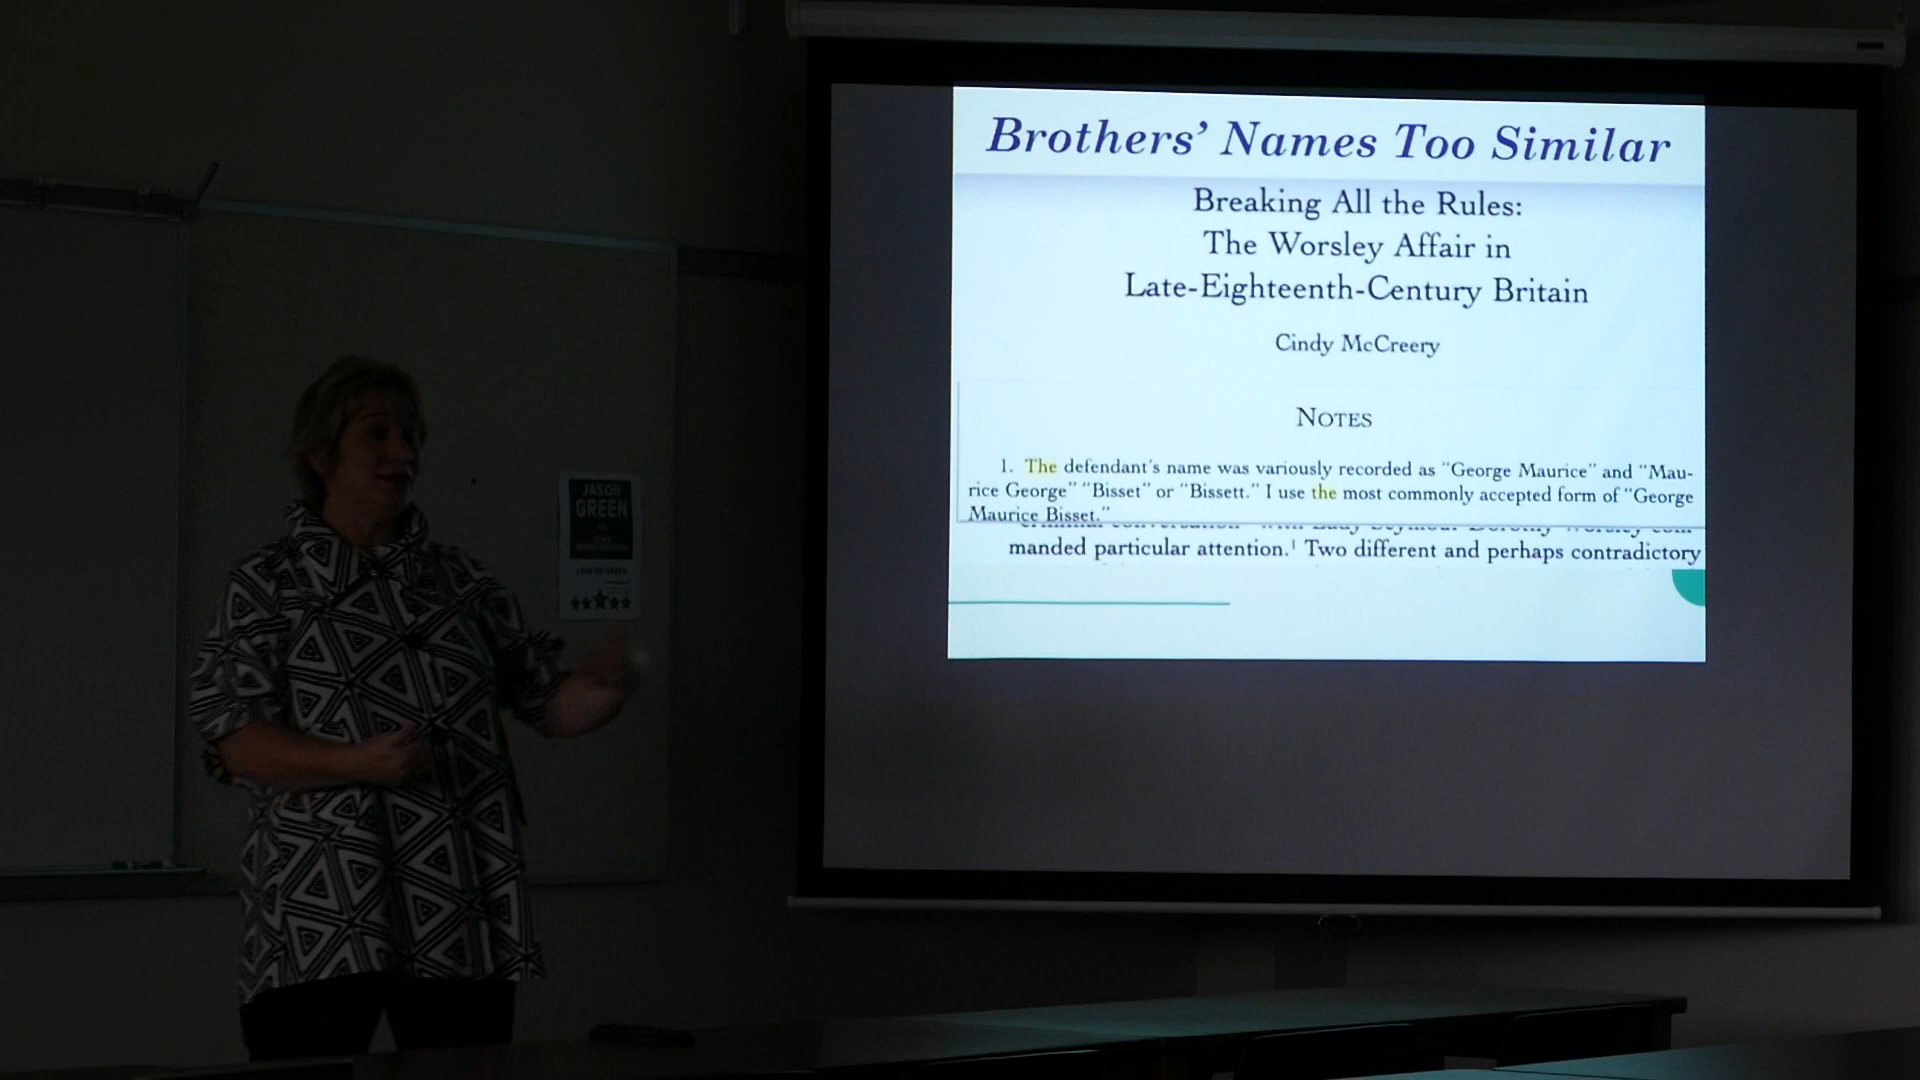 Brothers' Names Too Similar
Breaking All the Rules:
The Worsley Affair in
Late-Eighteenth-Century Britain
Cindy McCreery
NOTES
1. The defendant's name was variously recorded as "George Maurice" and "Mau-
rice George" "Bisset" or "Bissett." I use the most commonly accepted form of "George
Maurice Bisset."
manded particular attention.¹ Two different and perhaps contradictory
JASON
GREEN